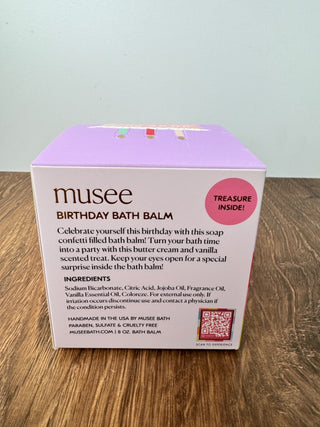 musee
TREASURE
INSIDE!
BIRTHDAY BATH BALM
Celebrate yourself this birthday with this soap
confetti filled bath balm! Turn your bath time
into a party with this butter cream and vanilla
scented treat. Keep your eyes open for a special
surprise inside the bath balm!
INGREDIENTS
Sodium Bicarbonate, Citric Acid, Jojoba Oil, Fragrance Oil,
Vanilla Essential Oil, Coloreze. For external use only. If
irriation occurs discontinue use and contact a physician if
the condition persists.
HANDMADE IN THE USA BY MUSEE BATH
PARABEN, SULFATE & CRUELTY FREE
MUSEEBATH.COM | 8 OZ. BATH BALM
SCAN TO EXPERIENCE